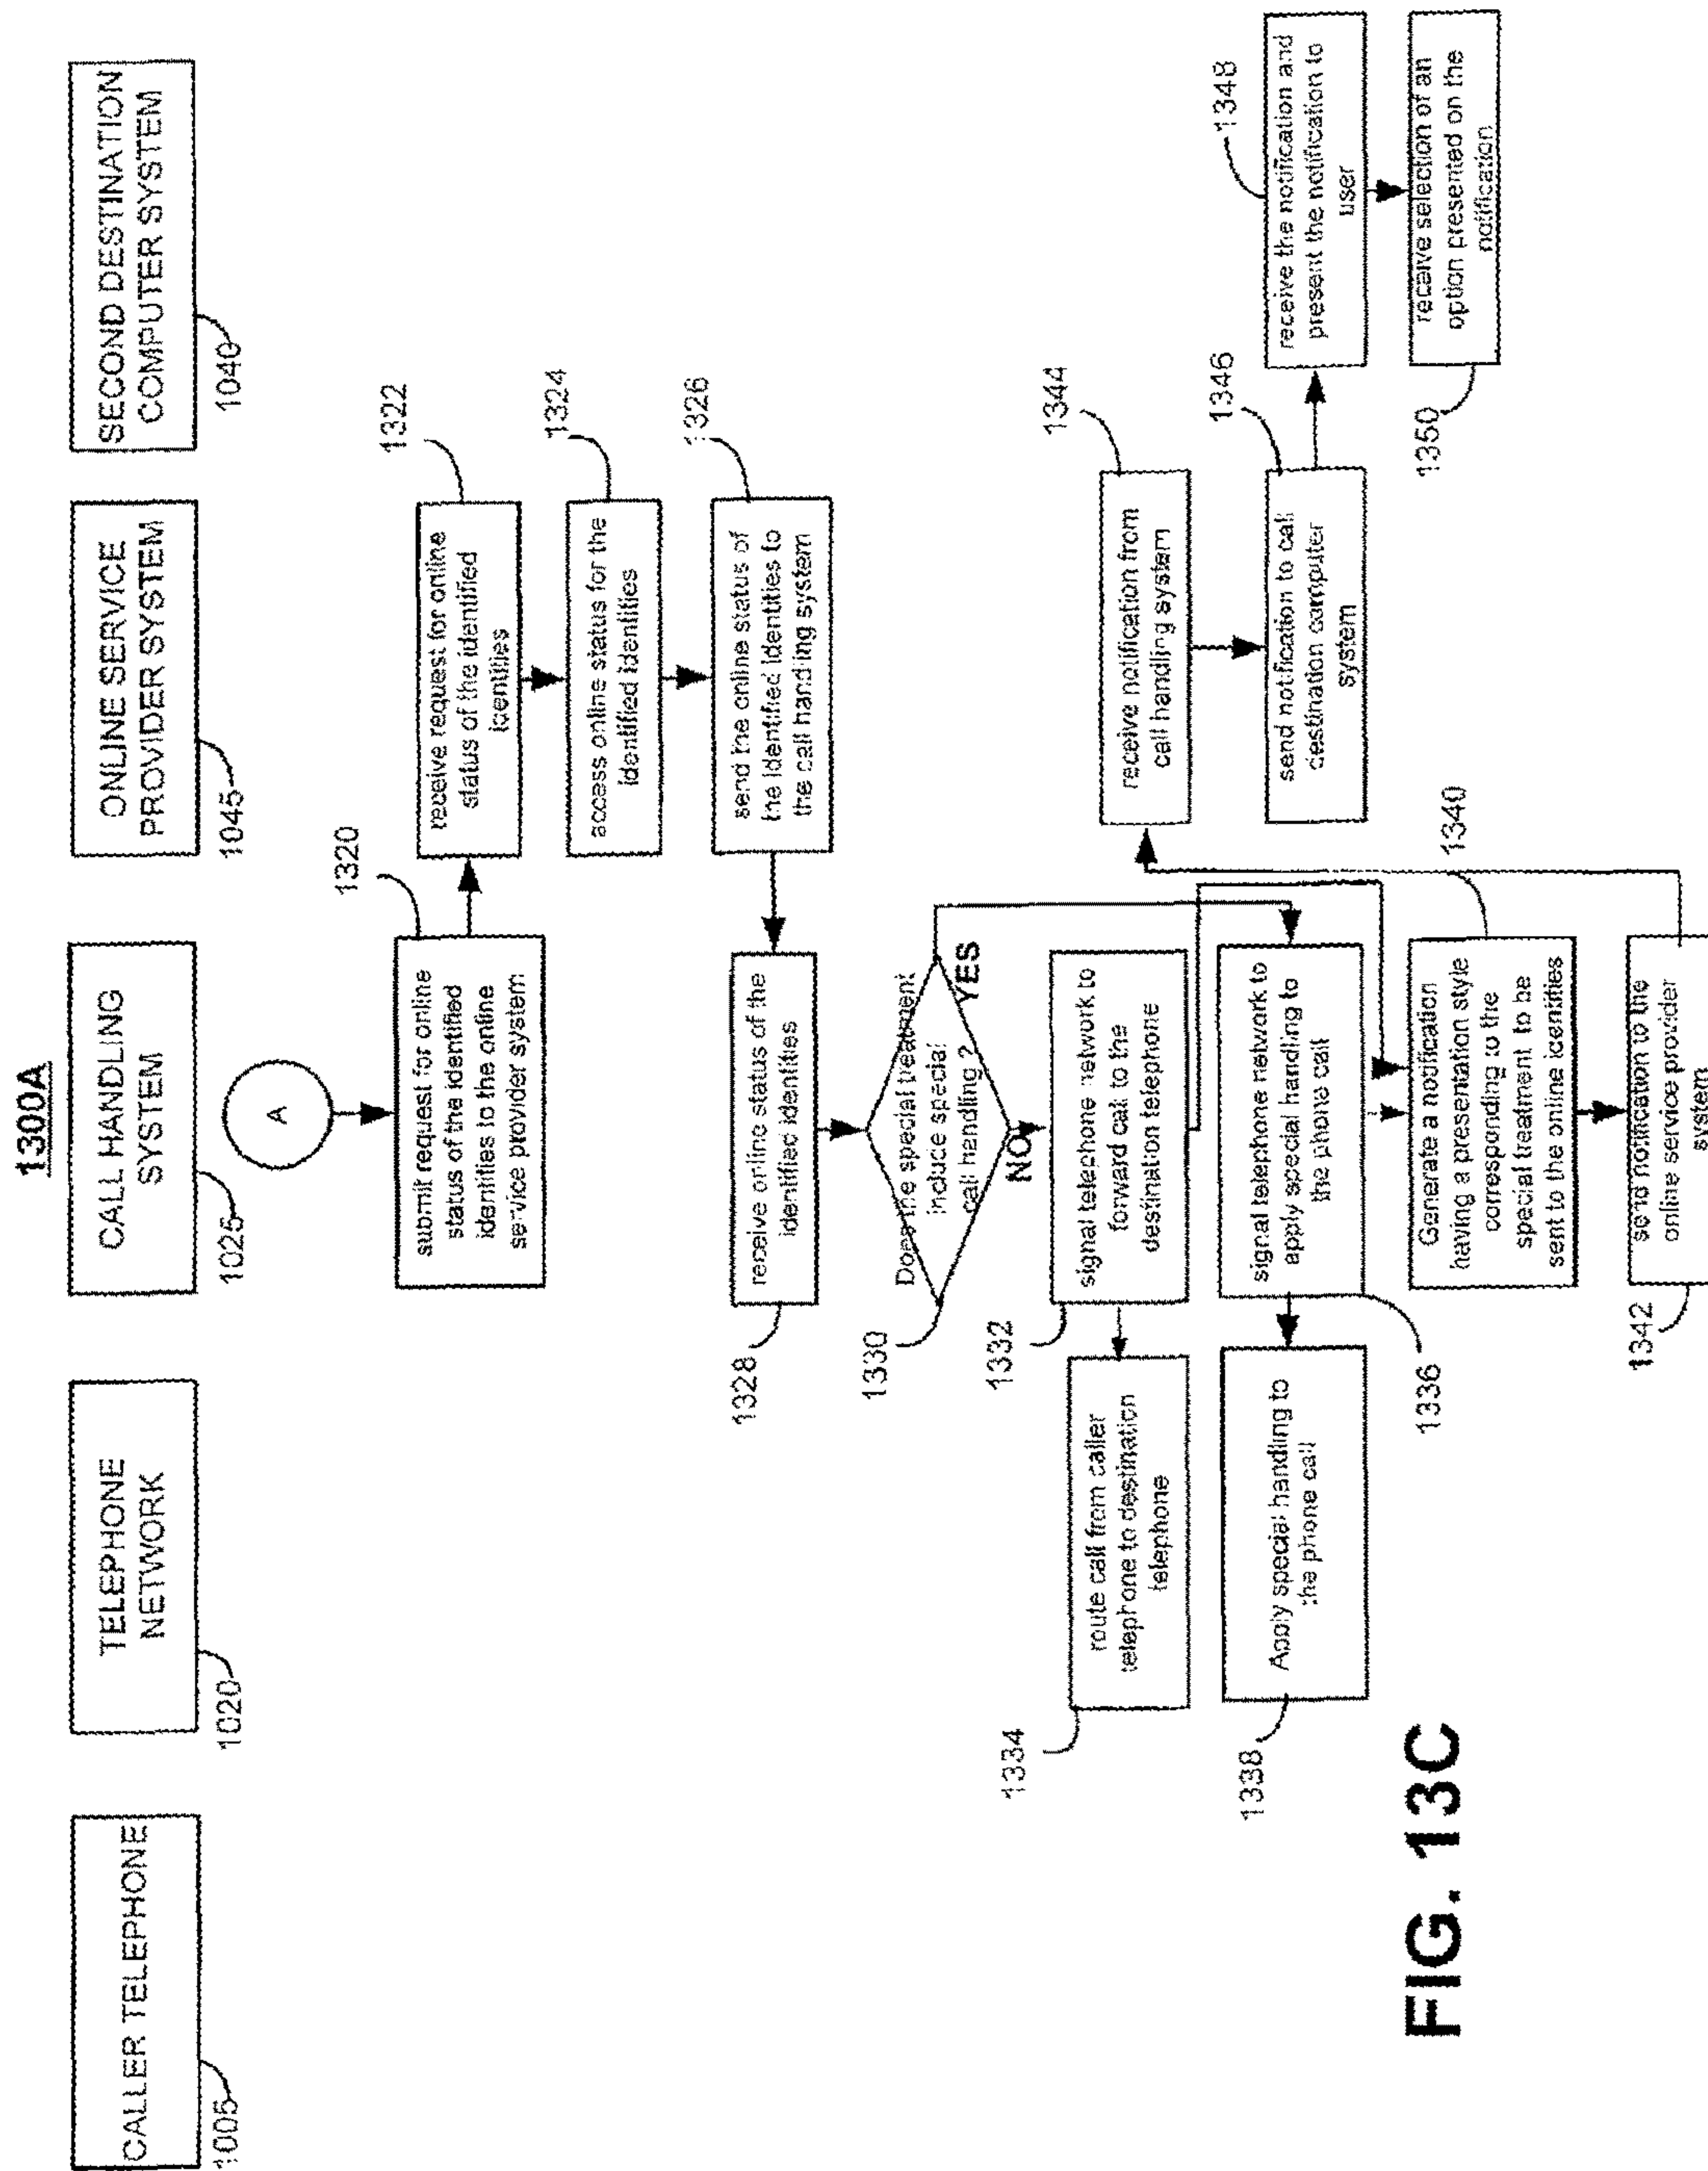 1300A
CALLER TELEPHONE
1005
TELEPHONE
NETWORK
1020
CALL HANDLING
SYSTEM
1025
ONLINE SERVICE
PROVIDER SYSTEM
1045
SECOND DESTINATION
COMPUTER SYSTEM
1040
A
1320
submit request for online
status of the identified
identities to the online
service provider system
1322
receive request for online
status of the identified
identities
1324
access online status for the
identified identities
1326
send the online status of
the identified identities to
the call handling system
1328
receive online status of the
identified identities
1330
Does the special treatment
include special
call handling ?
YES
NO
1332
signal telephone network to
forward call to the
destination telephone
1334
route call from caller
telephone to destination
telephone
1336
signal telephone network to
apply special handling to
the phone call
1338
Apply special handling to
the phone call
1340
Generate a notification
having a presentation style
corresponding to the
special treatment to be
sent to the online identities
1342
send notification to the
online service provider
system
1344
receive notification from
call handling system
1346
send notification to call
destination computer
system
1348
receive the notification and
present the notification to
user
1350
receive selection of an
option presented on the
notification
FIG. 13C